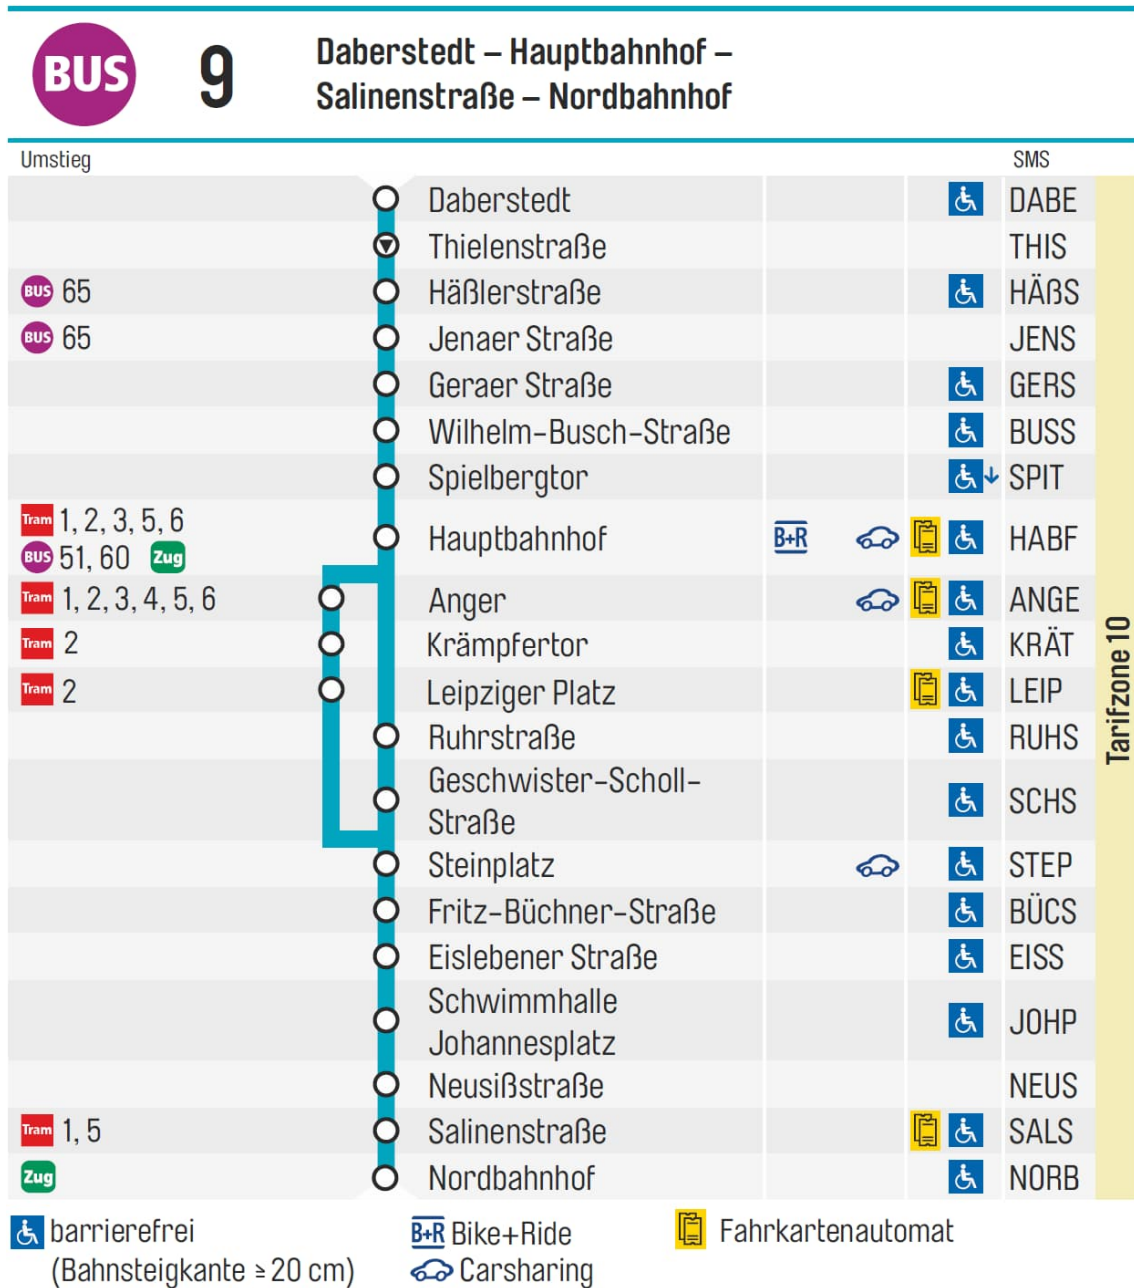 BUS 9 Daberstedt – Hauptbahnhof –
Salinenstraße – Nordbahnhof
Umstieg SMS
Daberstedt DABE
Thielenstraße THIS
BUS 65 Häßlerstraße HÄßS
BUS 65 Jenaer Straße JENS
Geraer Straße GERS
Wilhelm-Busch-Straße BUSS
Spielbergtor SPIT
Tram 1, 2, 3, 5, 6
BUS 51, 60 Zug
Hauptbahnhof B+R HABF
Tram 1, 2, 3, 4, 5, 6 Anger ANGE
Tram 2 Krämpfertor KRÄT
Tram 2 Leipziger Platz LEIP
Ruhrstraße RUHS
Geschwister-Scholl-
Straße SCHS
Steinplatz STEP
Fritz-Büchner-Straße BÜCS
Eislebener Straße EISS
Schwimmhalle
Johannesplatz JOHP
Neusißstraße NEUS
Tram 1, 5 Salinenstraße SALS
Zug Nordbahnhof NORB
Tarifzone 10
barrierefrei
(Bahnsteigkante ≥ 20 cm)
B+R Bike+Ride
Carsharing
Fahrkartenautomat